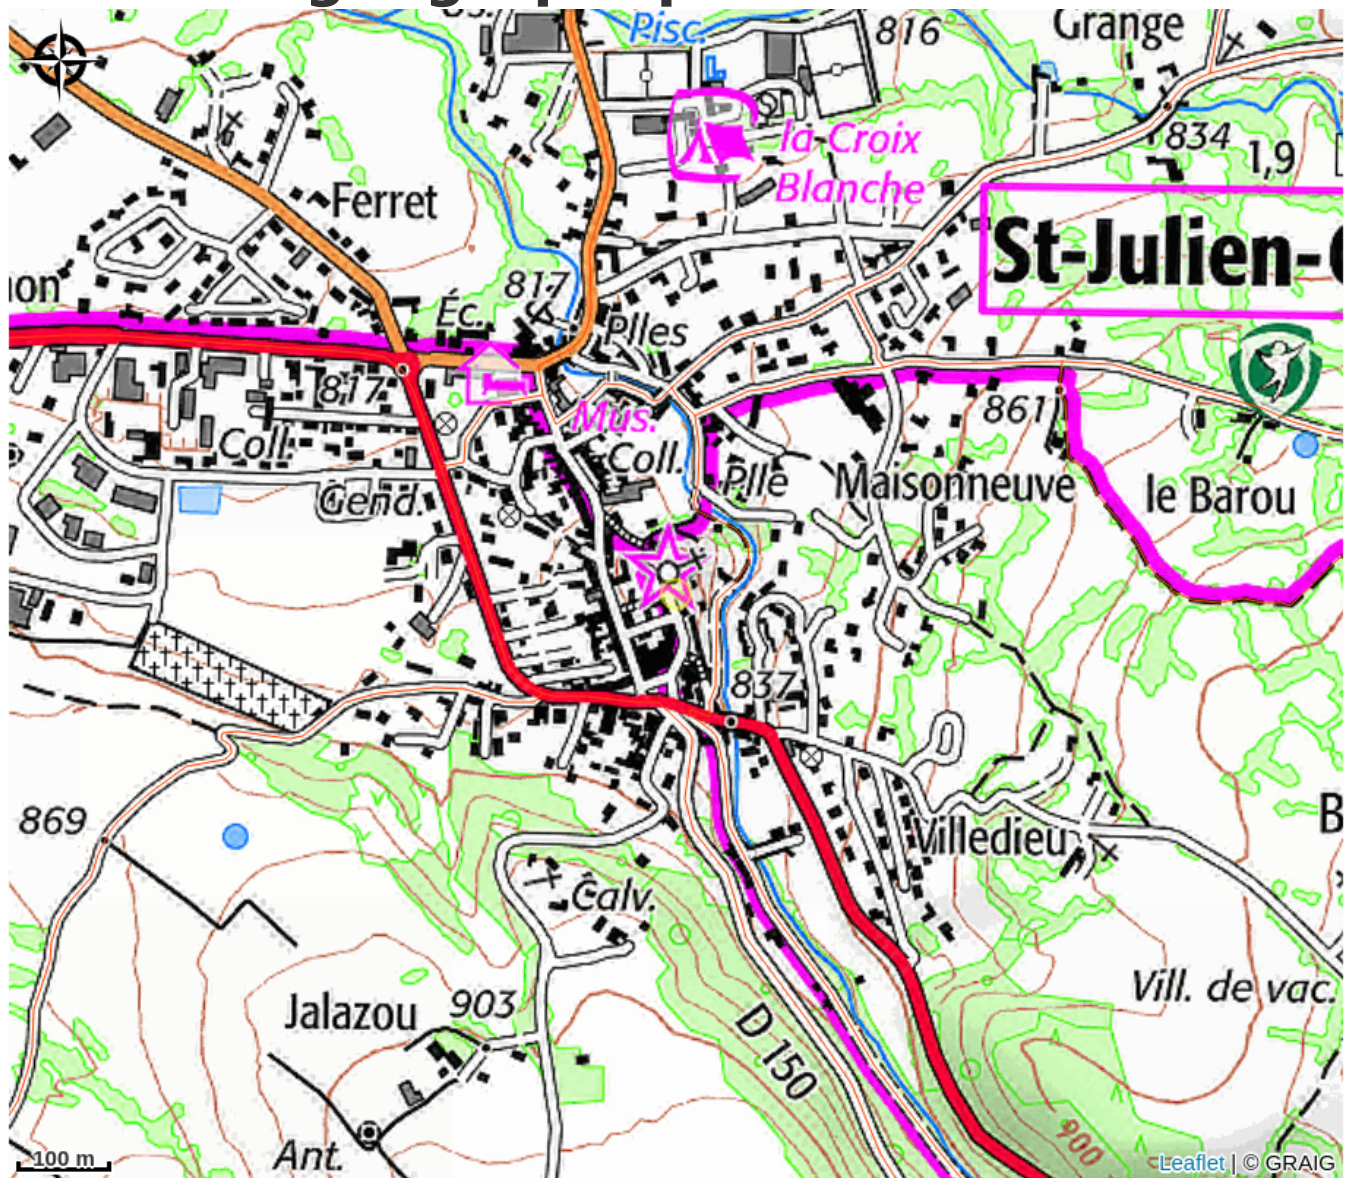 Pisc.
816
Grange
834
1,9
la Croix
Blanche
Ferret
St-Julien-
817
Éc.
Plles
817
Mus.
861
Coll.
Coll.
Plle
Maisonneuve
le Barou
Gend.
837
869
Villedieu
Calv.
B
Vill. de vac.
Jalazou
903
D 150
900
Ant.
100 m
Leaflet | © GRAIG